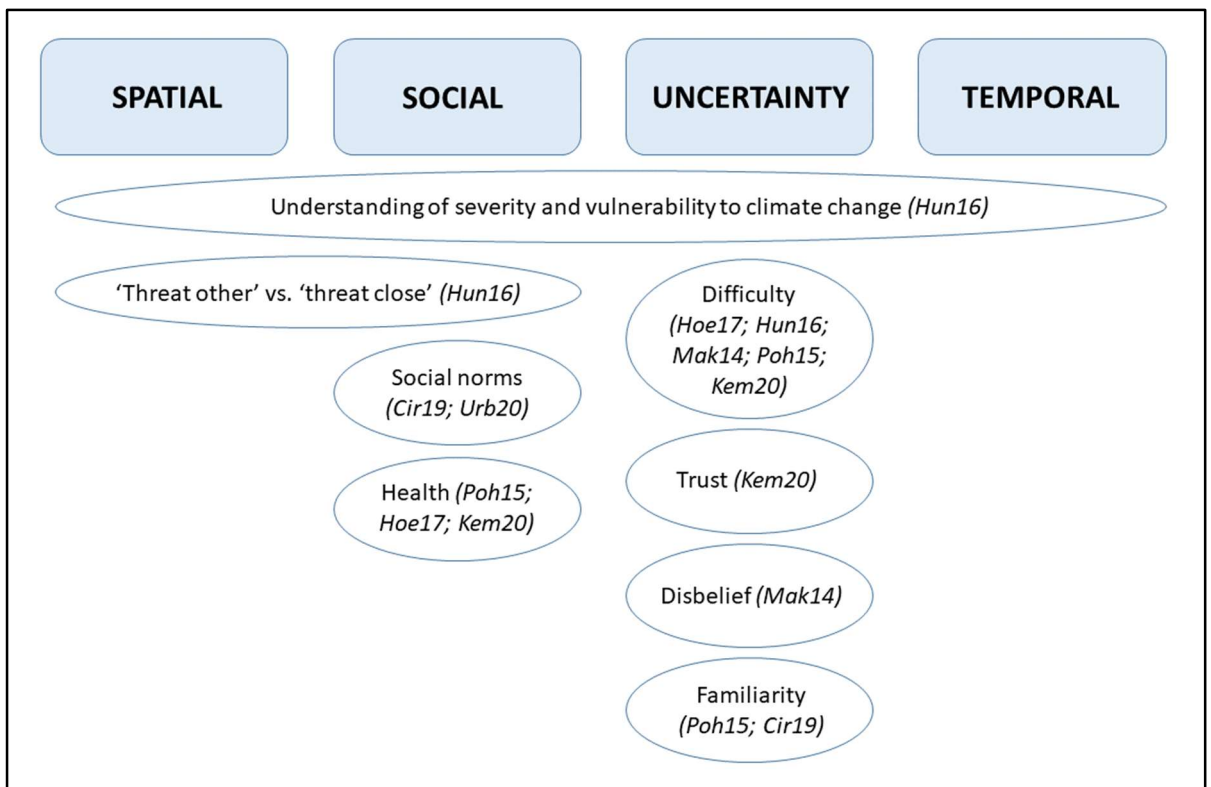 SPATIAL
SOCIAL
UNCERTAINTY
TEMPORAL
Understanding of severity and vulnerability to climate change (Hun16)
‘Threat other’ vs. ‘threat close’ (Hun16)
Social norms
(Cir19; Urb20)
Health (Poh15;
Hoe17; Kem20)
Difficulty
(Hoe17; Hun16;
Mak14; Poh15;
Kem20)
Trust (Kem20)
Disbelief (Mak14)
Familiarity
(Poh15; Cir19)